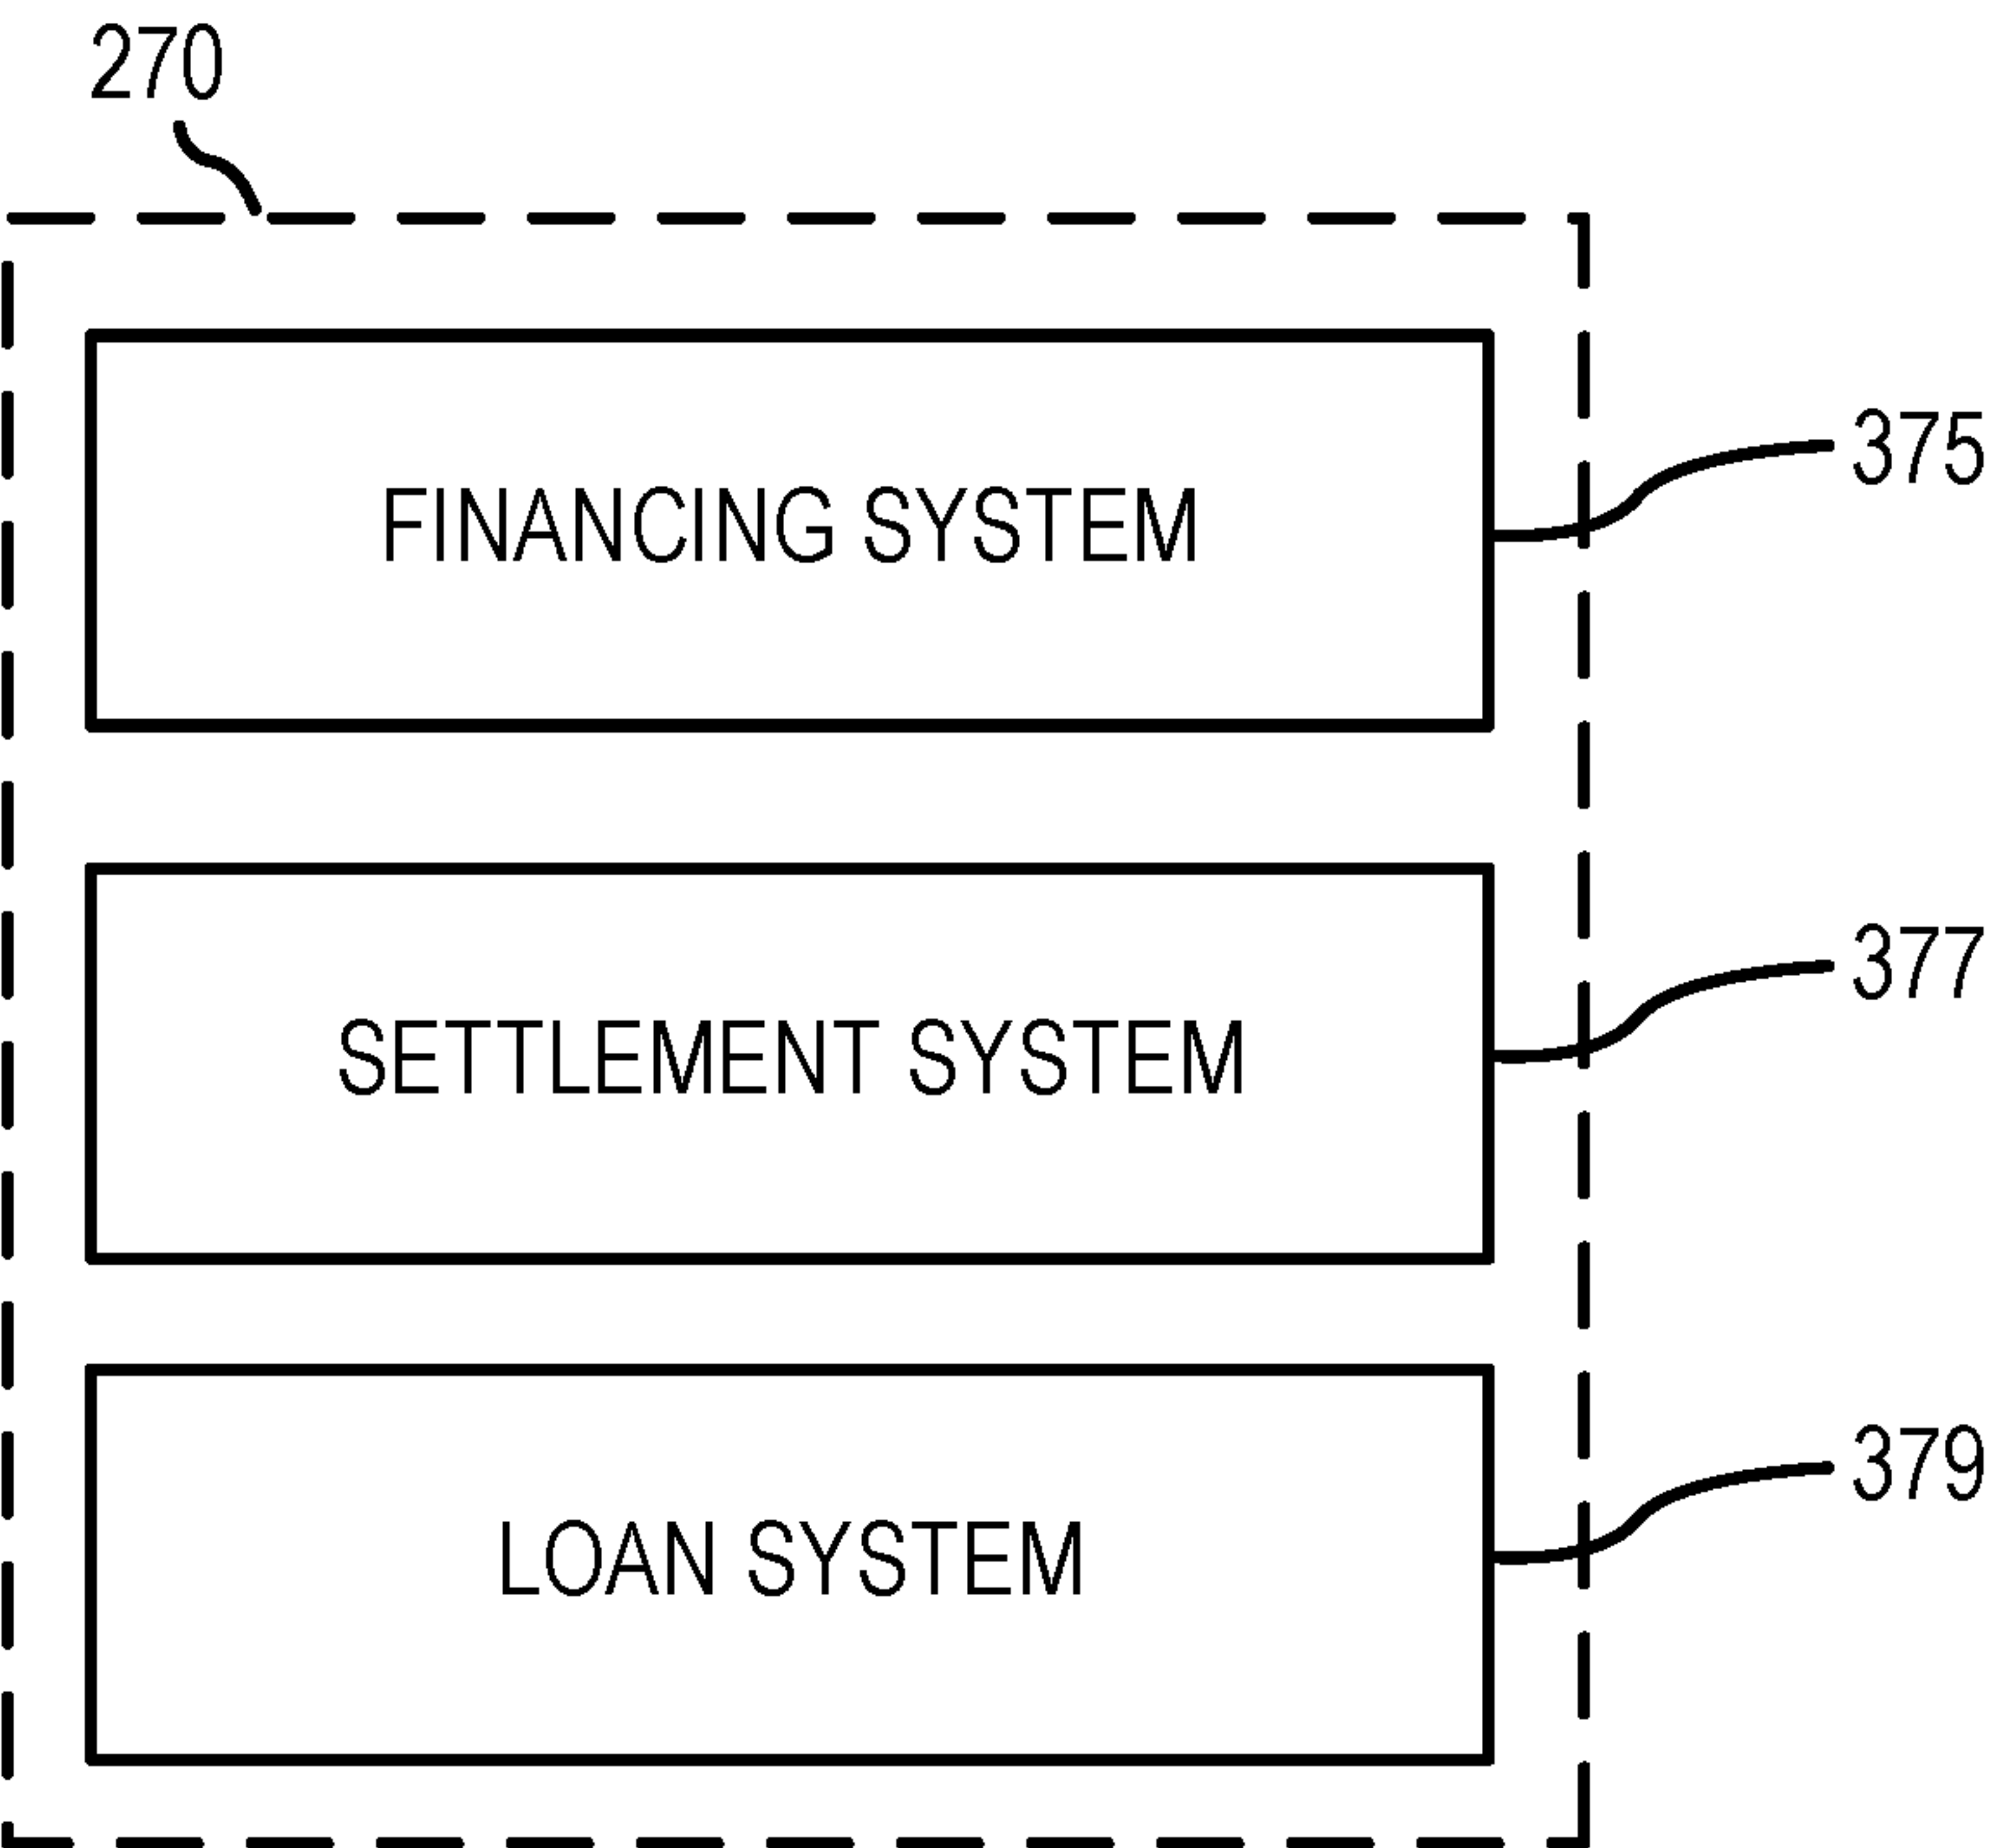 270
FINANCING SYSTEM
375
SETTLEMENT SYSTEM
377
LOAN SYSTEM
379